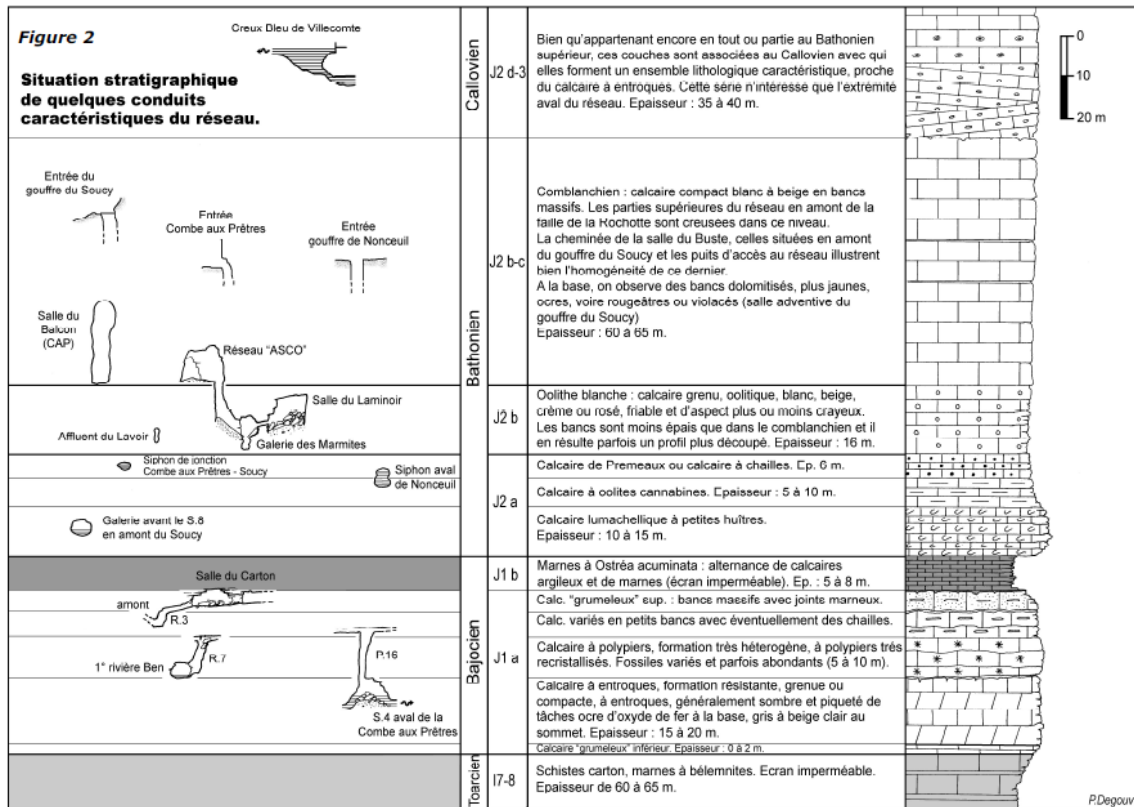 Figure 2
Situation stratigraphique
de quelques conduits
caractéristiques du réseau.
Creux Bleu de Villecomte
Callovien
J2 d-3
Bien qu'appartenant encore en tout ou partie au Bathonien
supérieur, ces couches sont associées au Callovien avec qui
elles forment un ensemble lithologique caractéristique, proche
du calcaire à entroques. Cette série n'intéresse que l'extrémité
aval du réseau. Epaisseur : 35 à 40 m.
0
10
20 m
Entrée du
gouffre du Soucy
Entrée
Combe aux Prêtres
Entrée
gouffre de Nonceuil
Salle du
Balcon
(CAP)
Réseau "ASCO"
Bathonien
J2 b-c
Comblanchien : calcaire compact blanc à beige en bancs
massifs. Les parties supérieures du réseau en amont de la
faille de la Rochotte sont creusées dans ce niveau.
La cheminée de la salle du Buste, celles situées en amont
du gouffre du Soucy et les puits d'accès au réseau illustrent
bien l'homogénéité de ce dernier.
A la base, on observe des bancs dolomitisés, plus jaunes,
ocres, voire rougeâtres ou violacés (salle adventive du
gouffre du Soucy)
Epaisseur : 60 à 65 m.
Salle du Laminoir
Affluent du Lavoir
Galerie des Marmites
J2 b
Oolithe blanche : calcaire grenu, oolitique, blanc, beige,
crème ou rosé, friable et d'aspect plus ou moins crayeux.
Les bancs sont moins épais que dans le comblanchien et il
en résulte parfois un profil plus découpé. Epaisseur : 16 m.
Siphon de jonction
Combe aux Prêtres - Soucy
Siphon aval
de Nonceuil
Galerie avant le S.8
en amont du Soucy
J2 a
Calcaire de Premeaux ou calcaire à chailles. Ep. 6 m.
Calcaire à oolites cannabines. Epaisseur : 5 à 10 m.
Calcaire lumachellique à petites huîtres.
Epaisseur : 10 à 15 m.
Salle du Carton
J1 b
Marnes à Ostréa acuminata : alternance de calcaires
argileux et de marnes (écran imperméable). Ep. : 5 à 8 m.
amont
R.3
1° rivière Ben
R.7
P.16
S.4 aval de la
Combe aux Prêtres
Bajocien
J1 a
Calc. "grumeleux" sup. : bancs massifs avec joints marneux.
Calc. variés en petits bancs avec éventuellement des chailles.
Calcaire à polypiers, formation très hétérogène, à polypiers trés
recristallisés. Fossiles variés et parfois abondants (5 à 10 m).
Calcaire à entroques, formation résistante, grenue ou
compacte, à entroques, généralement sombre et piqueté de
tâches ocre d'oxyde de fer à la base, gris à beige clair au
sommet. Epaisseur : 15 à 20 m.
Calcaire "grumeleux" inférieur. Epaisseur : 0 à 2 m.
Toarcien
I7-8
Schistes carton, marnes à bélemnites. Ecran imperméable.
Epaisseur de 60 à 65 m.
P.Degouv